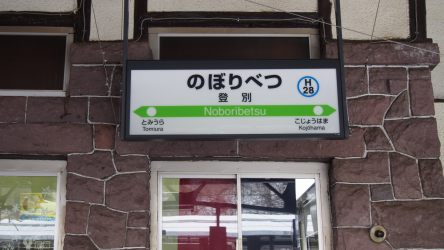 のぼりべつ
登別
H
28
Noboribetsu
とみうら
Tomiura
こじょうはま
Kojōhama